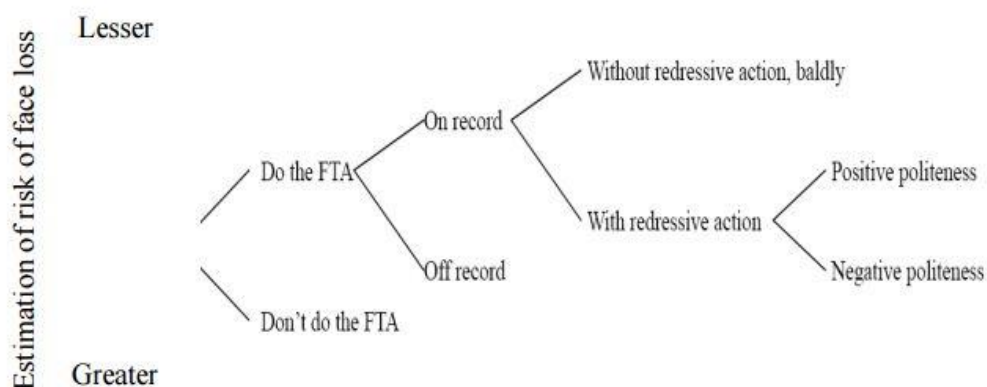 Estimation of risk of face loss
Lesser
Without redressive action, baldly
On record
Do the FTA
Positive politeness
With redressive action
Off record
Negative politeness
Don't do the FTA
Greater